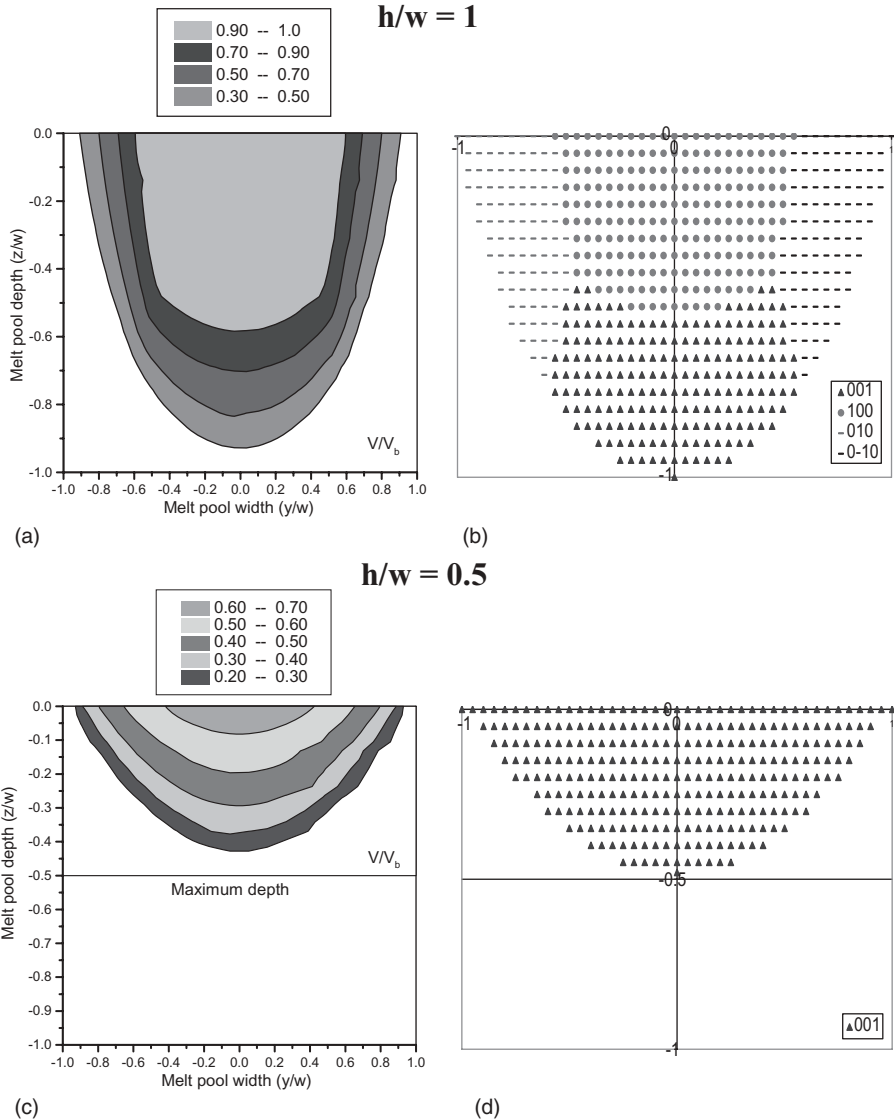 h/w = 1
0.90 -- 1.0
0.70 -- 0.90
0.50 -- 0.70
0.30 -- 0.50
0.0
-0.2
-0.4
-0.6
-0.8
-1.0
Melt pool depth (z/w)
V/Vb
-1.0 -0.8 -0.6 -0.4 -0.2 0.0 0.2 0.4 0.6 0.8 1.0
Melt pool width (y/w)
(a)
0
-1 0 1
001
100
010
0-10
-1
(b)
h/w = 0.5
0.60 -- 0.70
0.50 -- 0.60
0.40 -- 0.50
0.30 -- 0.40
0.20 -- 0.30
0.0
-0.1
-0.2
-0.3
-0.4
-0.5
-0.6
-0.7
-0.8
-0.9
-1.0
Melt pool depth (z/w)
V/Vb
Maximum depth
-1.0 -0.8 -0.6 -0.4 -0.2 0.0 0.2 0.4 0.6 0.8 1.0
Melt pool width (y/w)
(c)
0
-1 0 1
-0.5
001
-1
(d)